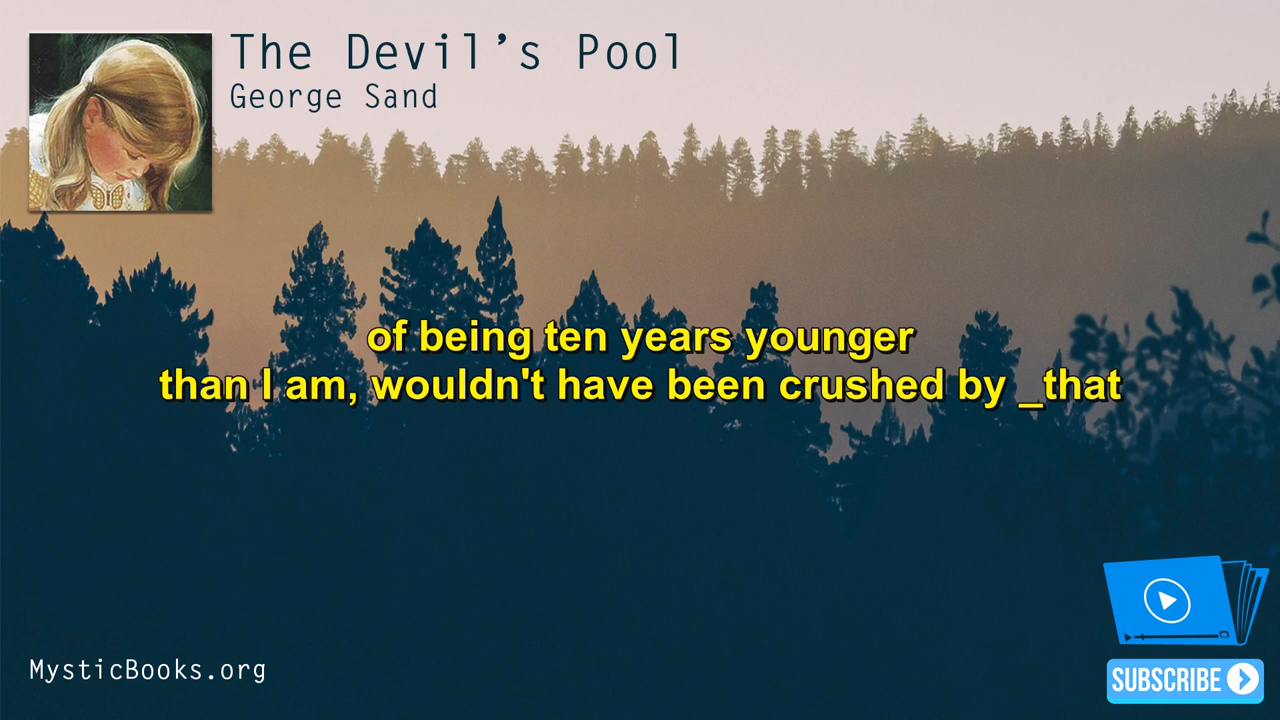 The Devil’s Pool
George Sand
of being ten years younger
than I am, wouldn't have been crushed by _that
MysticBooks.org
SUBSCRIBE